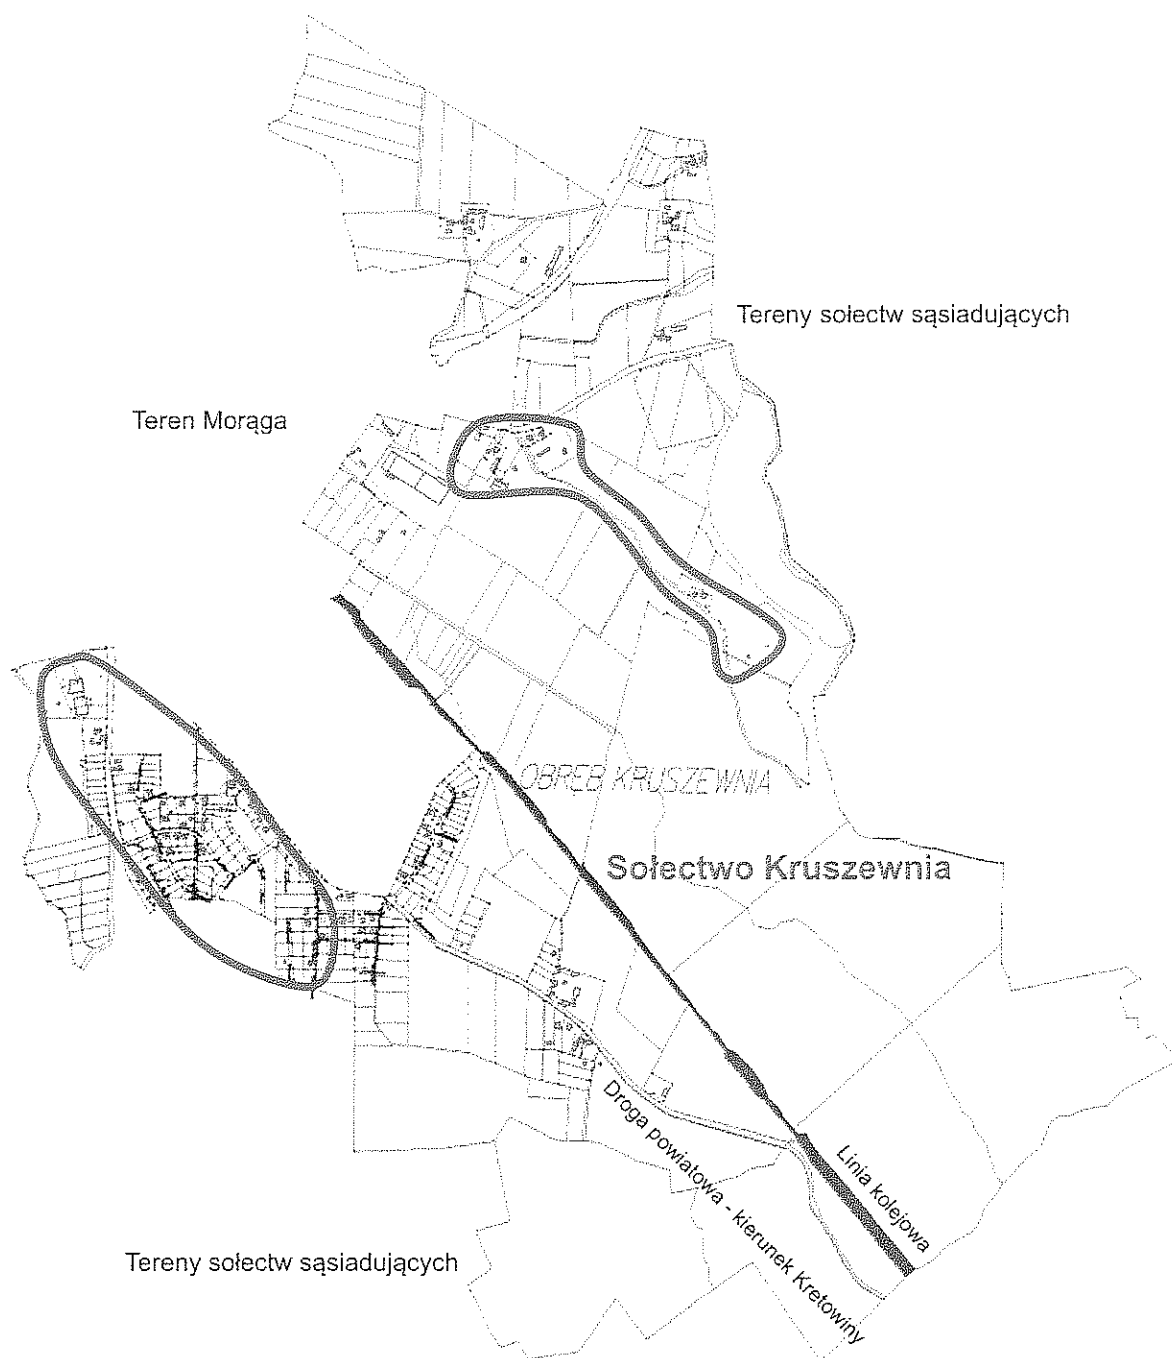 Tereny sołectw sąsiadujących
Teren Morąga
OBRĘB KRUSZEWNIA
Sołectwo Kruszewnia
Droga powiatowa - kierunek Kretowiny
Linia kolejowa
Tereny sołectw sąsiadujących